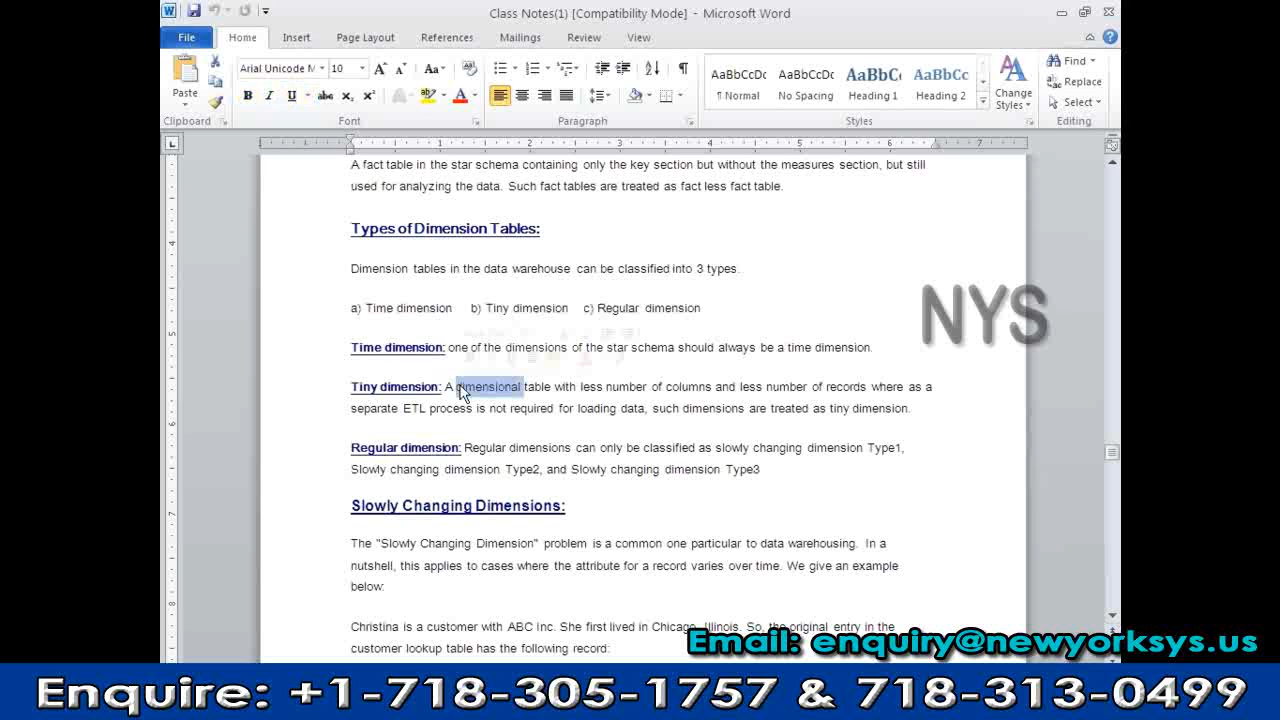 Class Notes(1) [Compatibility Mode] - Microsoft Word
File Home Insert Page Layout References Mailings Review View
Arial Unicode M 10 Aa
Paste
B I U abc x₂ x² A
AaBbCcDc AaBbCcDc AaBbCc AaBbCc
¶ Normal No Spacing Heading 1 Heading 2
Change Styles
Find
Replace
Select
Clipboard Font Paragraph Styles Editing
1 2 3 4 5 6 7
A fact table in the star schema containing only the key section but without the measures section, but still
used for analyzing the data. Such fact tables are treated as fact less fact table.
Types of Dimension Tables:
Dimension tables in the data warehouse can be classified into 3 types.
a) Time dimension b) Tiny dimension c) Regular dimension
NYS
Time dimension: one of the dimensions of the star schema should always be a time dimension.
Tiny dimension: A dimensional table with less number of columns and less number of records where as a
separate ETL process is not required for loading data, such dimensions are treated as tiny dimension.
Regular dimension: Regular dimensions can only be classified as slowly changing dimension Type1,
Slowly changing dimension Type2, and Slowly changing dimension Type3
Slowly Changing Dimensions:
The "Slowly Changing Dimension" problem is a common one particular to data warehousing. In a
nutshell, this applies to cases where the attribute for a record varies over time. We give an example
below:
Christina is a customer with ABC Inc. She first lived in Chicago, Illinois. So, the original entry in the
customer lookup table has the following record:
Email: enquiry@newyorksys.us
Enquire: +1-718-305-1757 & 718-313-0499